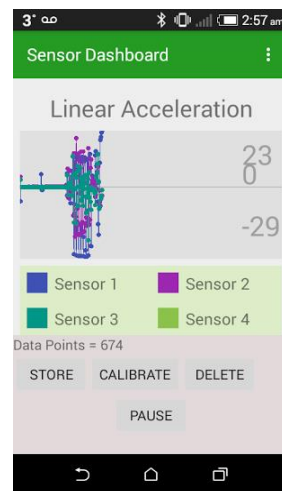 3° 2:57 am
Sensor Dashboard
Linear Acceleration
23
0
-29
Sensor 1 Sensor 2
Sensor 3 Sensor 4
Data Points = 674
STORE CALIBRATE DELETE
PAUSE